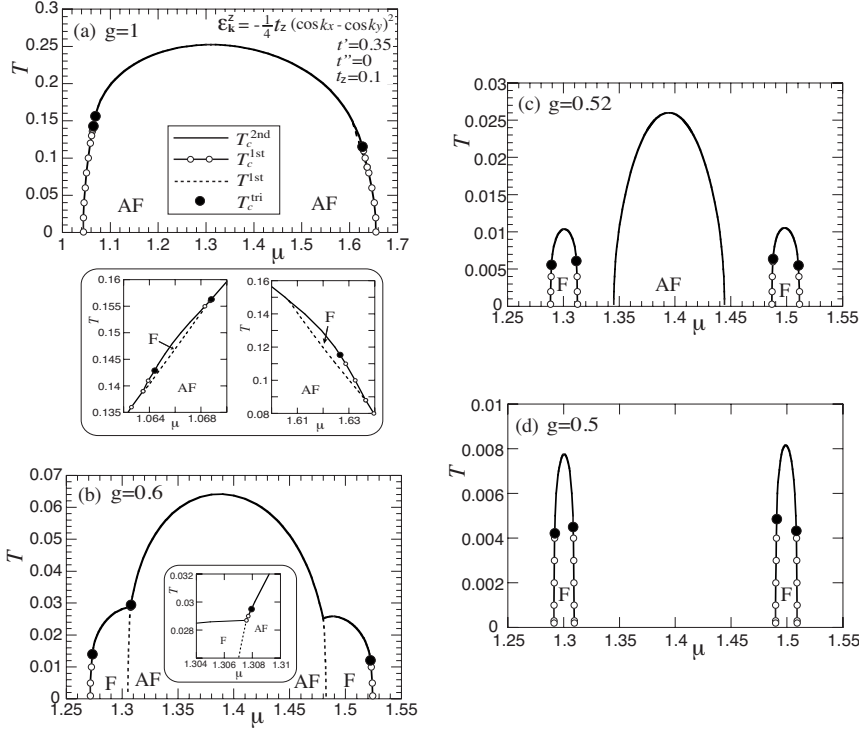 (a) g=1
εₖᶻ = -¼ t_z (cos kx - cos ky)²
t'=0.35
t''=0
t_z=0.1
T
0.3
0.25
0.2
0.15
0.1
0.05
0
T_c^2nd
T_c^1st
T^1st
T_c^tri
AF
AF
1 1.1 1.2 1.3 1.4 1.5 1.6 1.7
μ
T
0.16
0.155
0.15
0.145
0.14
0.135
F
AF
0.064 1.068
μ
T
0.16
0.14
0.12
0.1
0.08
F
AF
1.61 1.63
μ
(b) g=0.6
T
0.07
0.06
0.05
0.04
0.03
0.02
0.01
0
T
0.032
0.03
0.028
F
AF
1.304 1.306 1.308 1.31
μ
F
AF
AF
F
1.25 1.3 1.35 1.4 1.45 1.5 1.55
μ
(c) g=0.52
T
0.03
0.025
0.02
0.015
0.01
0.005
0
F
AF
F
1.25 1.3 1.35 1.4 1.45 1.5 1.55
μ
(d) g=0.5
T
0.01
0.008
0.006
0.004
0.002
0
F
F
1.25 1.3 1.35 1.4 1.45 1.5 1.55
μ